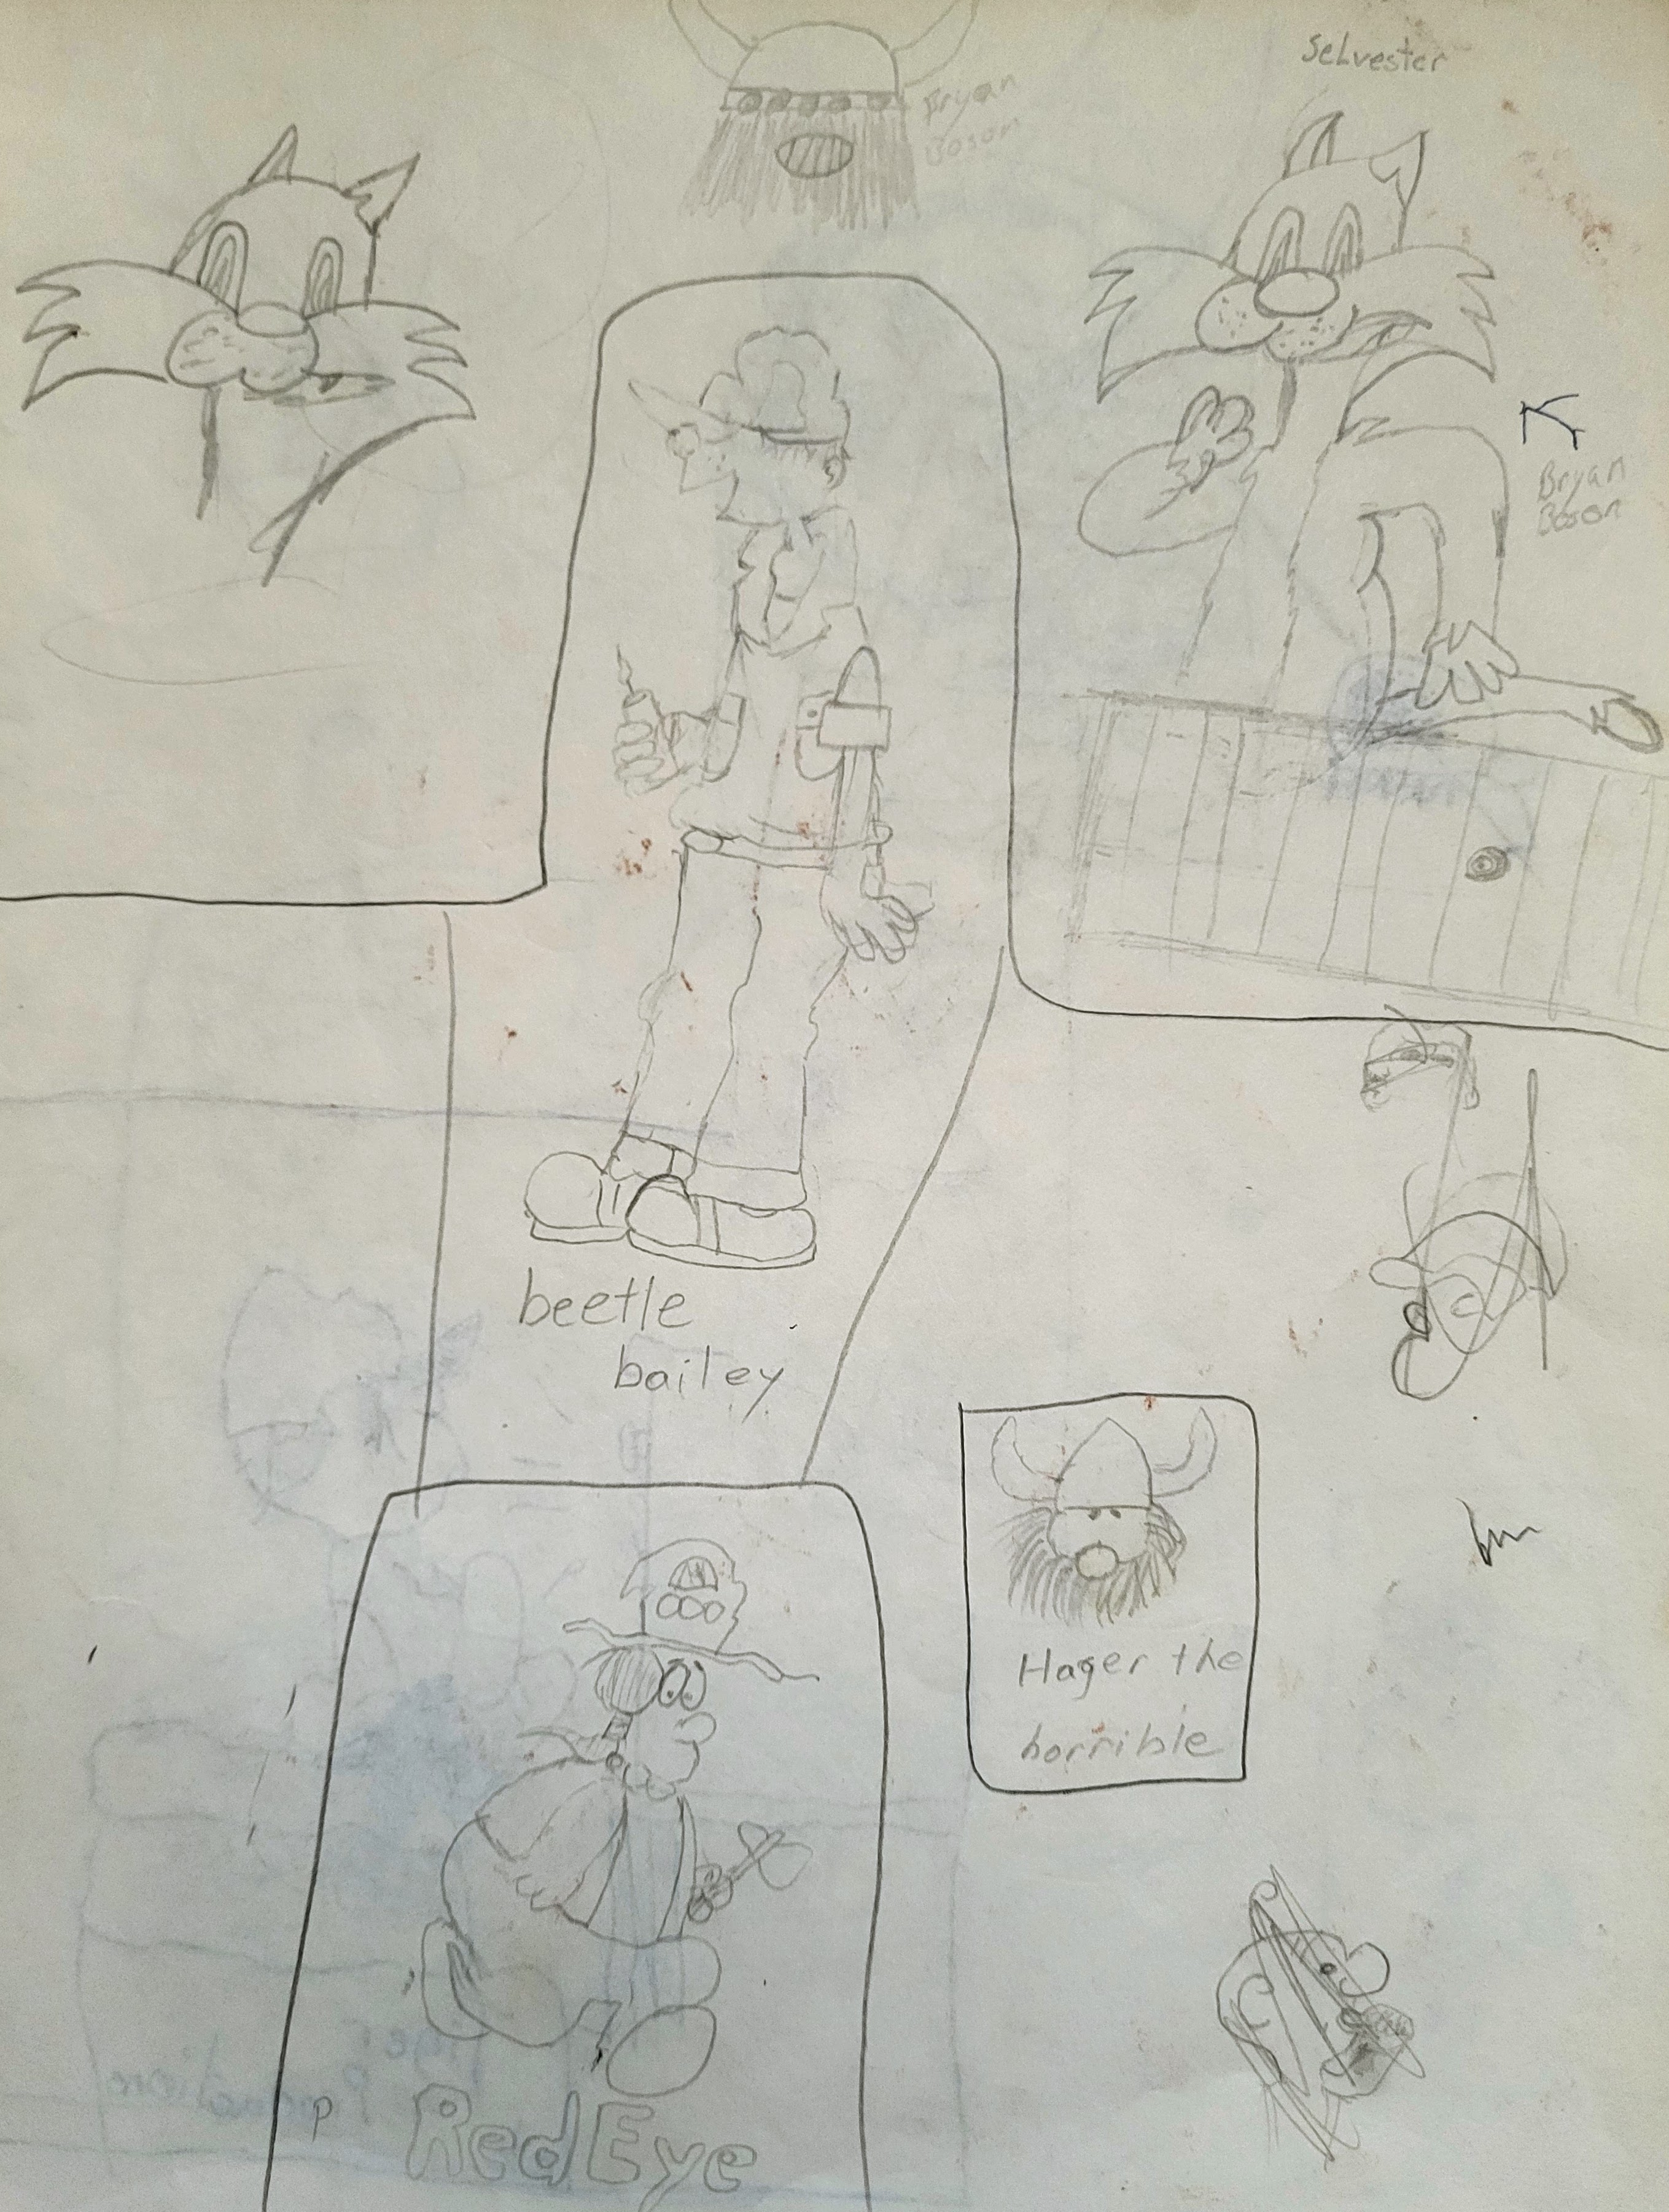 Selvester
Bryan
Boson
Bryan
Boson
beetle
bailey
Hager the
horrible
P
RedEye